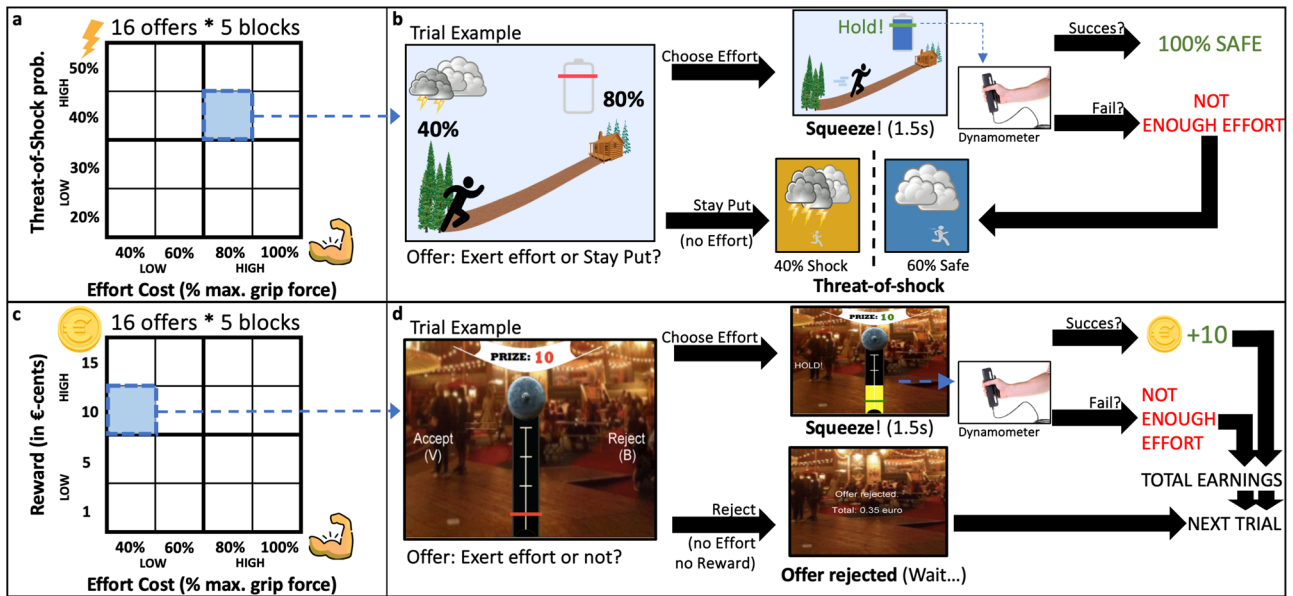 a
16 offers * 5 blocks
Threat-of-Shock prob.
HIGH
LOW
50%
40%
30%
20%
40%
60%
80%
100%
LOW
HIGH
Effort Cost (% max. grip force)
b
Trial Example
40%
80%
Offer: Exert effort or Stay Put?
Choose Effort
Hold!
Squeeze! (1.5s)
Dynamometer
Succes?
100% SAFE
Fail?
NOT
ENOUGH EFFORT
Stay Put
(no Effort)
40% Shock
60% Safe
Threat-of-shock
c
16 offers * 5 blocks
Reward (in €-cents)
HIGH
LOW
15
10
5
1
40%
60%
80%
100%
LOW
HIGH
Effort Cost (% max. grip force)
d
Trial Example
PRIZE: 10
Accept
(V)
Reject
(B)
Offer: Exert effort or not?
Choose Effort
PRIZE: 10
HOLD!
Squeeze! (1.5s)
Dynamometer
Succes?
€
+10
Fail?
NOT
ENOUGH
EFFORT
TOTAL EARNINGS
NEXT TRIAL
Reject
(no Effort
no Reward)
Offer rejected.
Total: 0.35 euro
Offer rejected (Wait...)